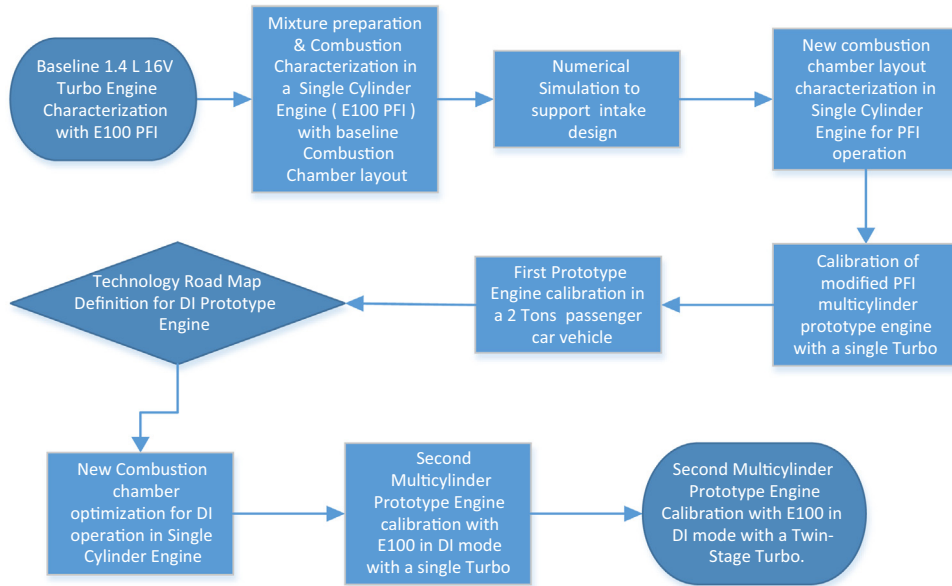 Baseline 1.4 L 16V
Turbo Engine
Characterization
with E100 PFI
Mixture preparation
& Combustion
Characterization in
a Single Cylinder
Engine ( E100 PFI )
with baseline
Combustion
Chamber layout
Numerical
Simulation to
support intake
design
New combustion
chamber layout
characterization in
Single Cylinder
Engine for PFI
operation
Calibration of
modified PFI
multicylinder
prototype engine
with a single Turbo
First Prototype
Engine calibration in
a 2 Tons passenger
car vehicle
Technology Road Map
Definition for DI Prototype
Engine
New Combustion
chamber
optimization for DI
operation in Single
Cylinder Engine
Second
Multicylinder
Prototype Engine
calibration with
E100 in DI mode
with a single Turbo
Second Multicylinder
Prototype Engine
Calibration with E100 in
DI mode with a Twin-
Stage Turbo.